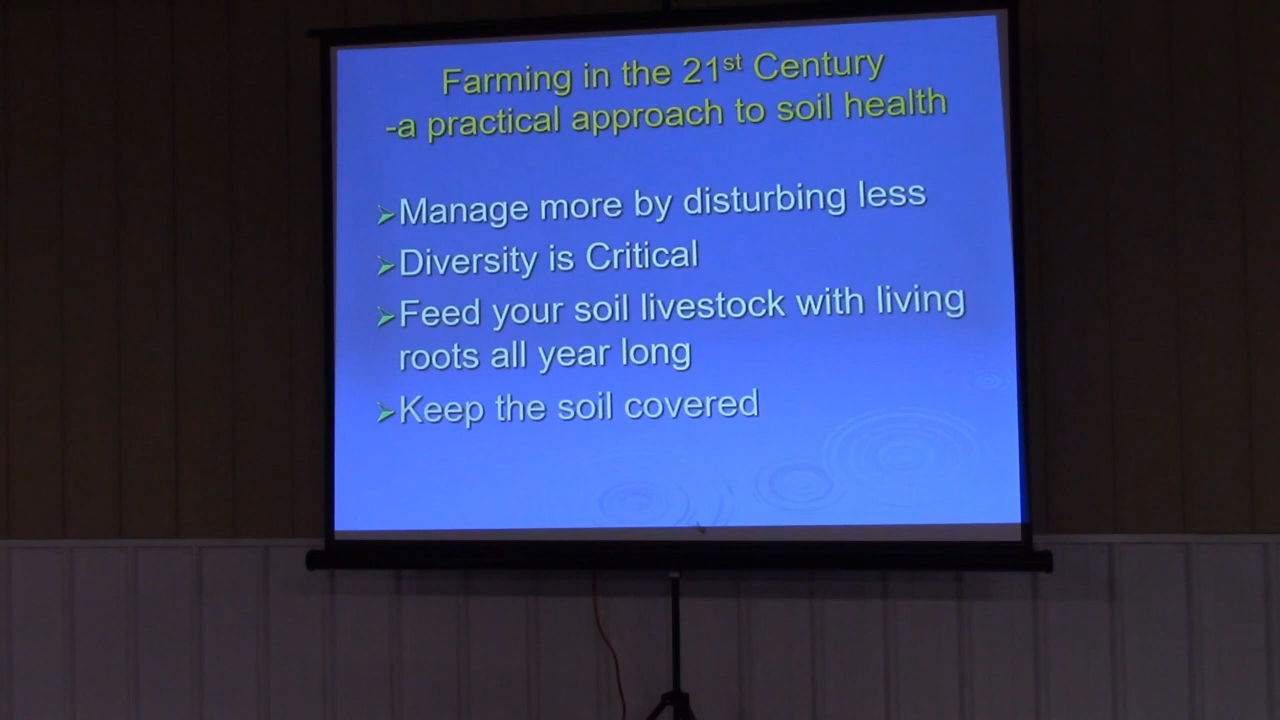 Farming in the 21st Century
-a practical approach to soil health
➢Manage more by disturbing less
➢Diversity is Critical
➢Feed your soil livestock with living
roots all year long
➢Keep the soil covered